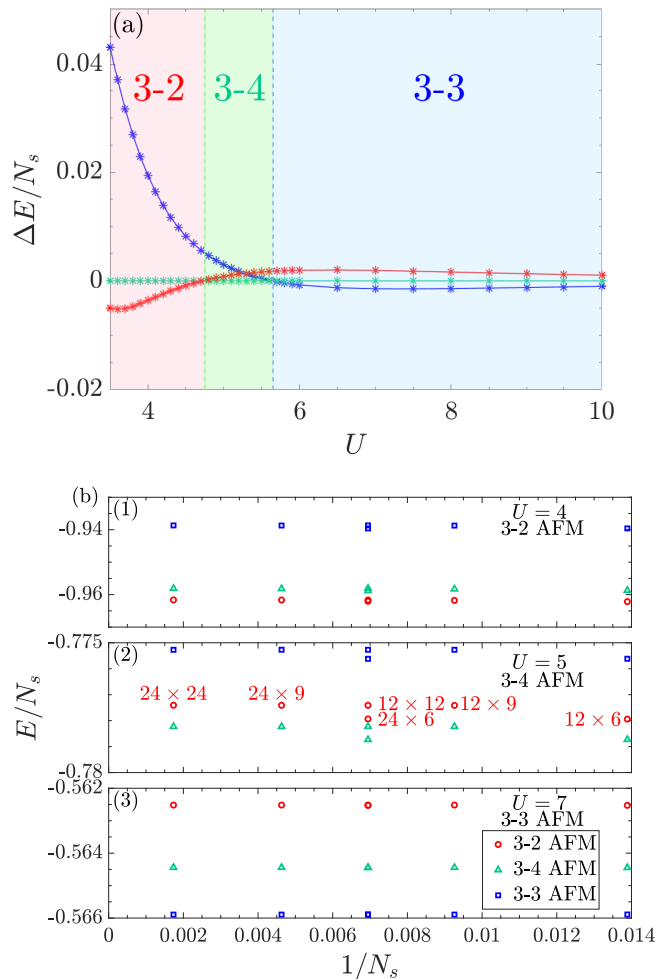 (a)
0.04
3-2
3-4
3-3
0.02
0
-0.02
ΔE/N_s
4
6
8
10
U
(b)
(1)
U = 4
3-2 AFM
-0.94
-0.96
-0.775
(2)
U = 5
3-4 AFM
24 × 24
24 × 9
12 × 12
12 × 9
24 × 6
12 × 6
-0.78
E/N_s
-0.562
(3)
U = 7
3-3 AFM
3-2 AFM
3-4 AFM
3-3 AFM
-0.564
-0.566
0
0.002
0.004
0.006
0.008
0.01
0.012
0.014
1/N_s